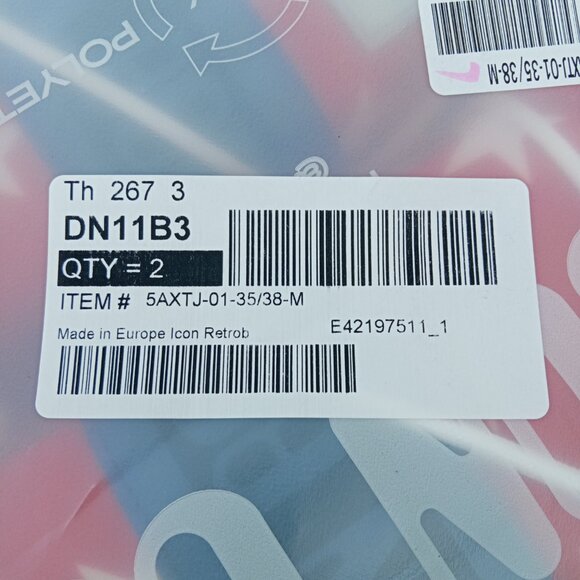 POLYET
AXTJ-01-35/38-M
Th 267 3
DN11B3
QTY = 2
ITEM # 5AXTJ-01-35/38-M
Made in Europe Icon Retrob
E42197511_1